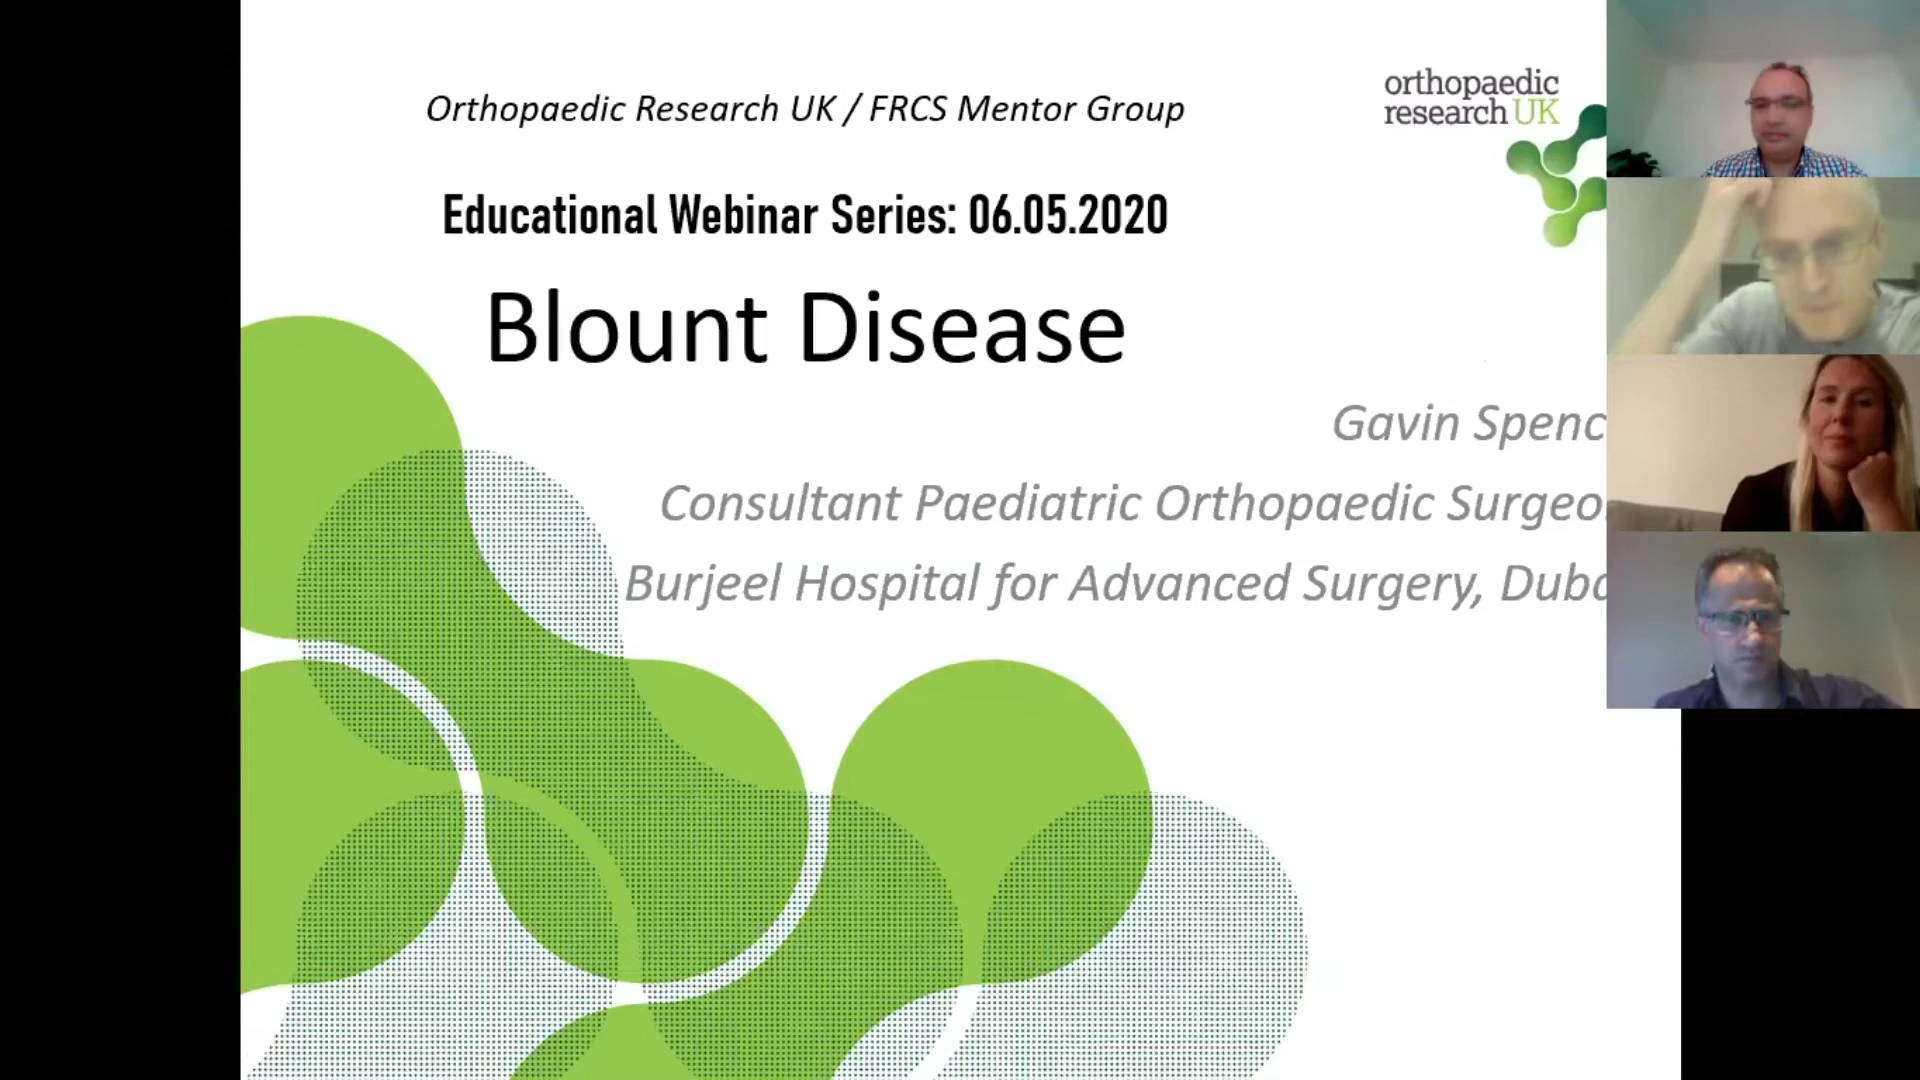 Orthopaedic Research UK / FRCS Mentor Group
orthopaedic
research UK
Educational Webinar Series: 06.05.2020
Blount Disease
Gavin Spenc
Consultant Paediatric Orthopaedic Surgeo
Burjeel Hospital for Advanced Surgery, Duba